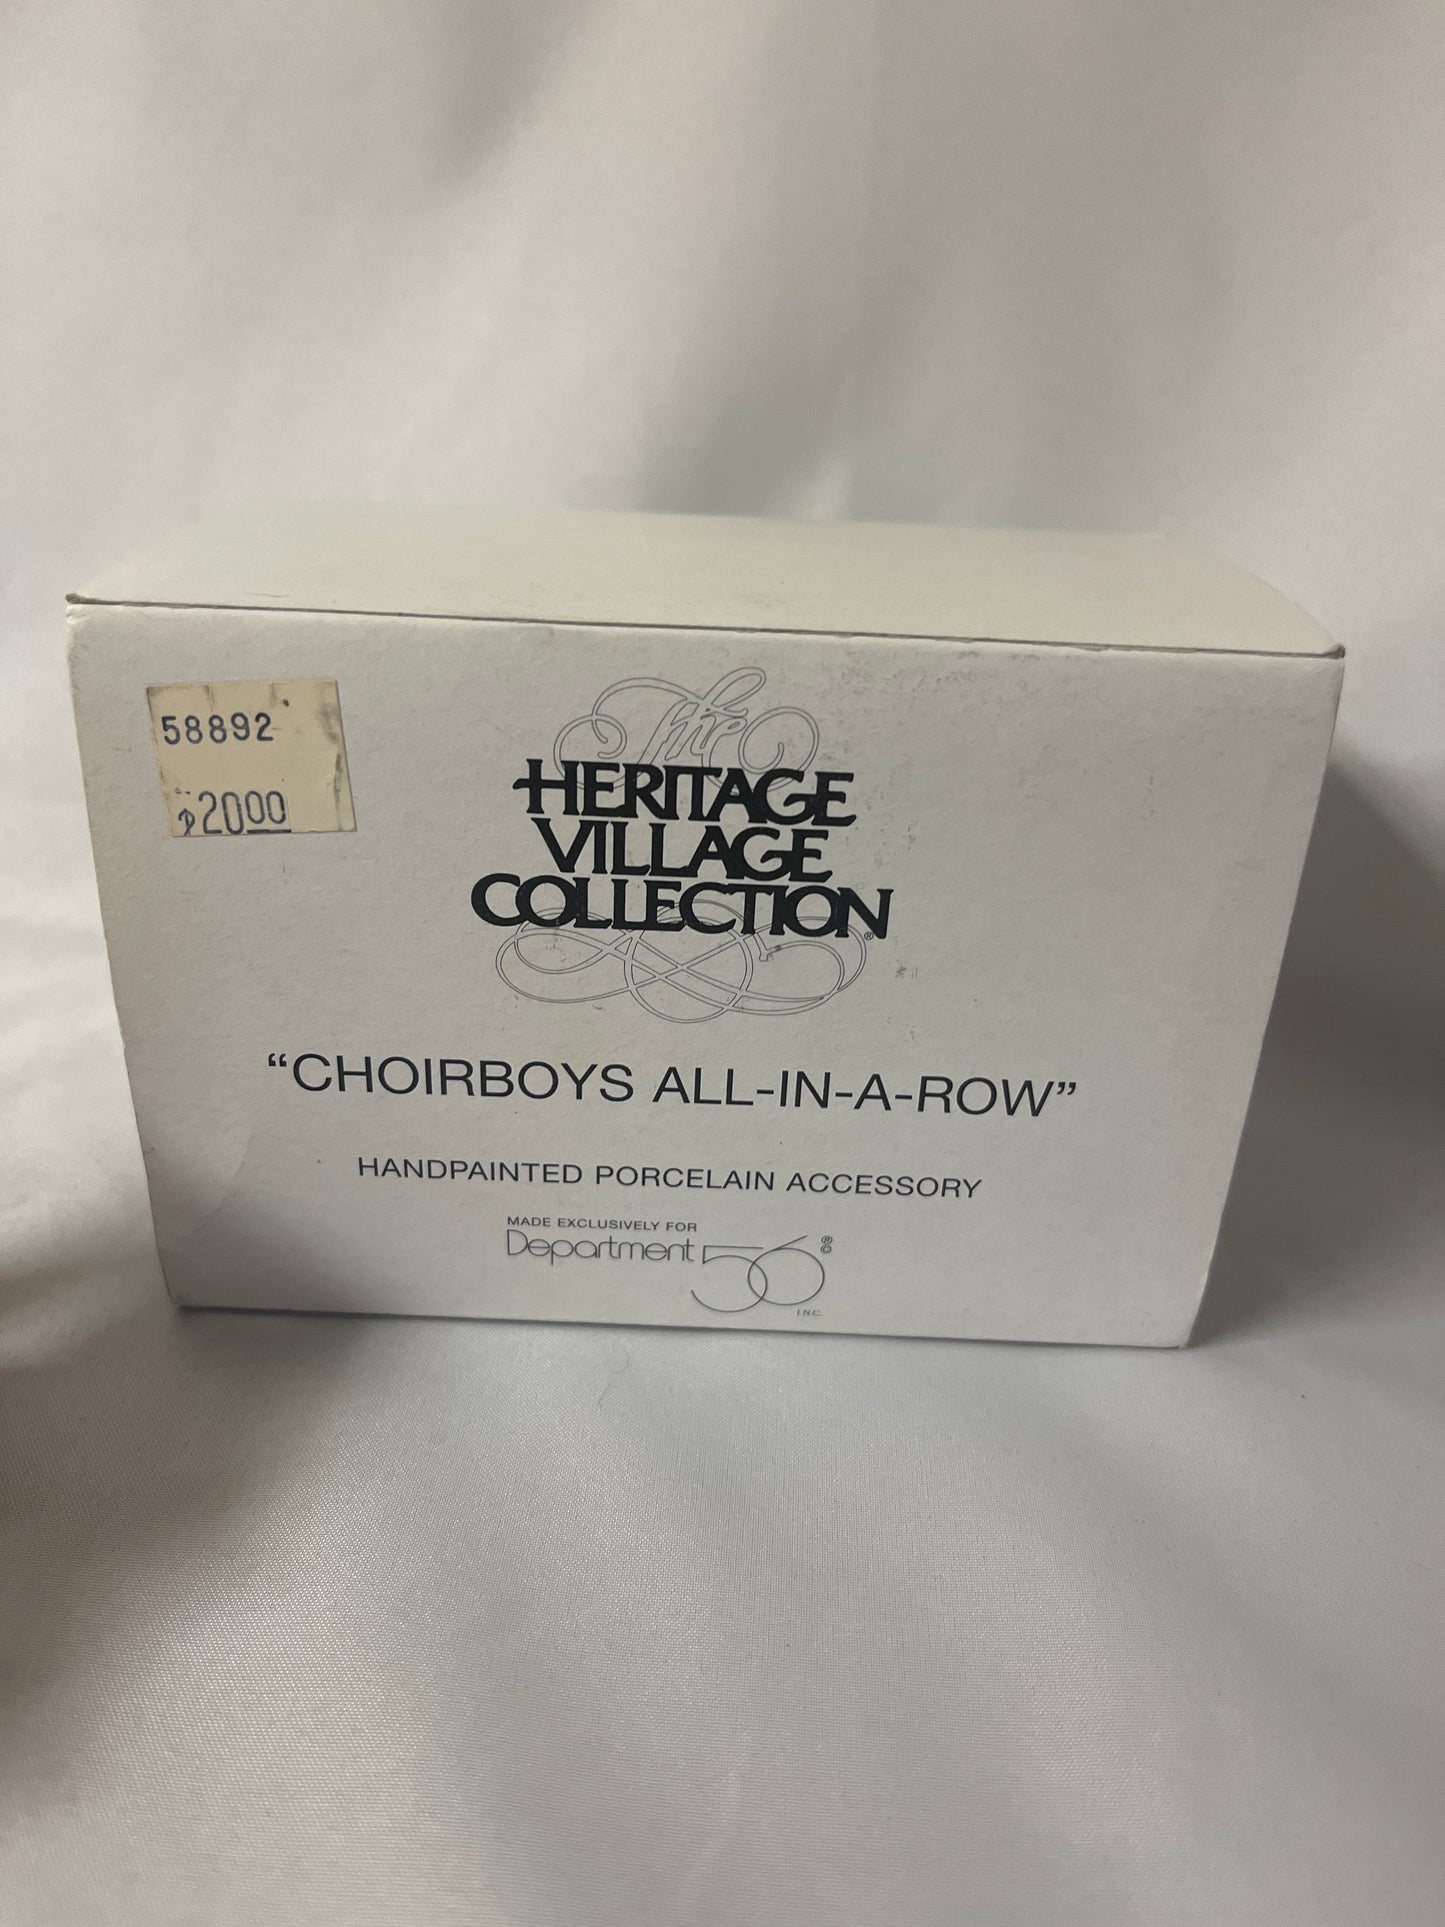 58892
$20.00
The
HERITAGE
VILLAGE
COLLECTION®
“CHOIRBOYS ALL-IN-A-ROW”
HANDPAINTED PORCELAIN ACCESSORY
MADE EXCLUSIVELY FOR
Department 56 ®©
INC.